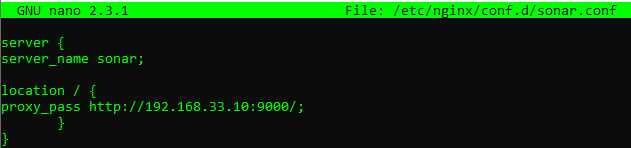 GNU nano 2.3.1 File: /etc/nginx/conf.d/sonar.conf
server {
server_name sonar;
location / {
proxy_pass http://192.168.33.10:9000/;
}
}